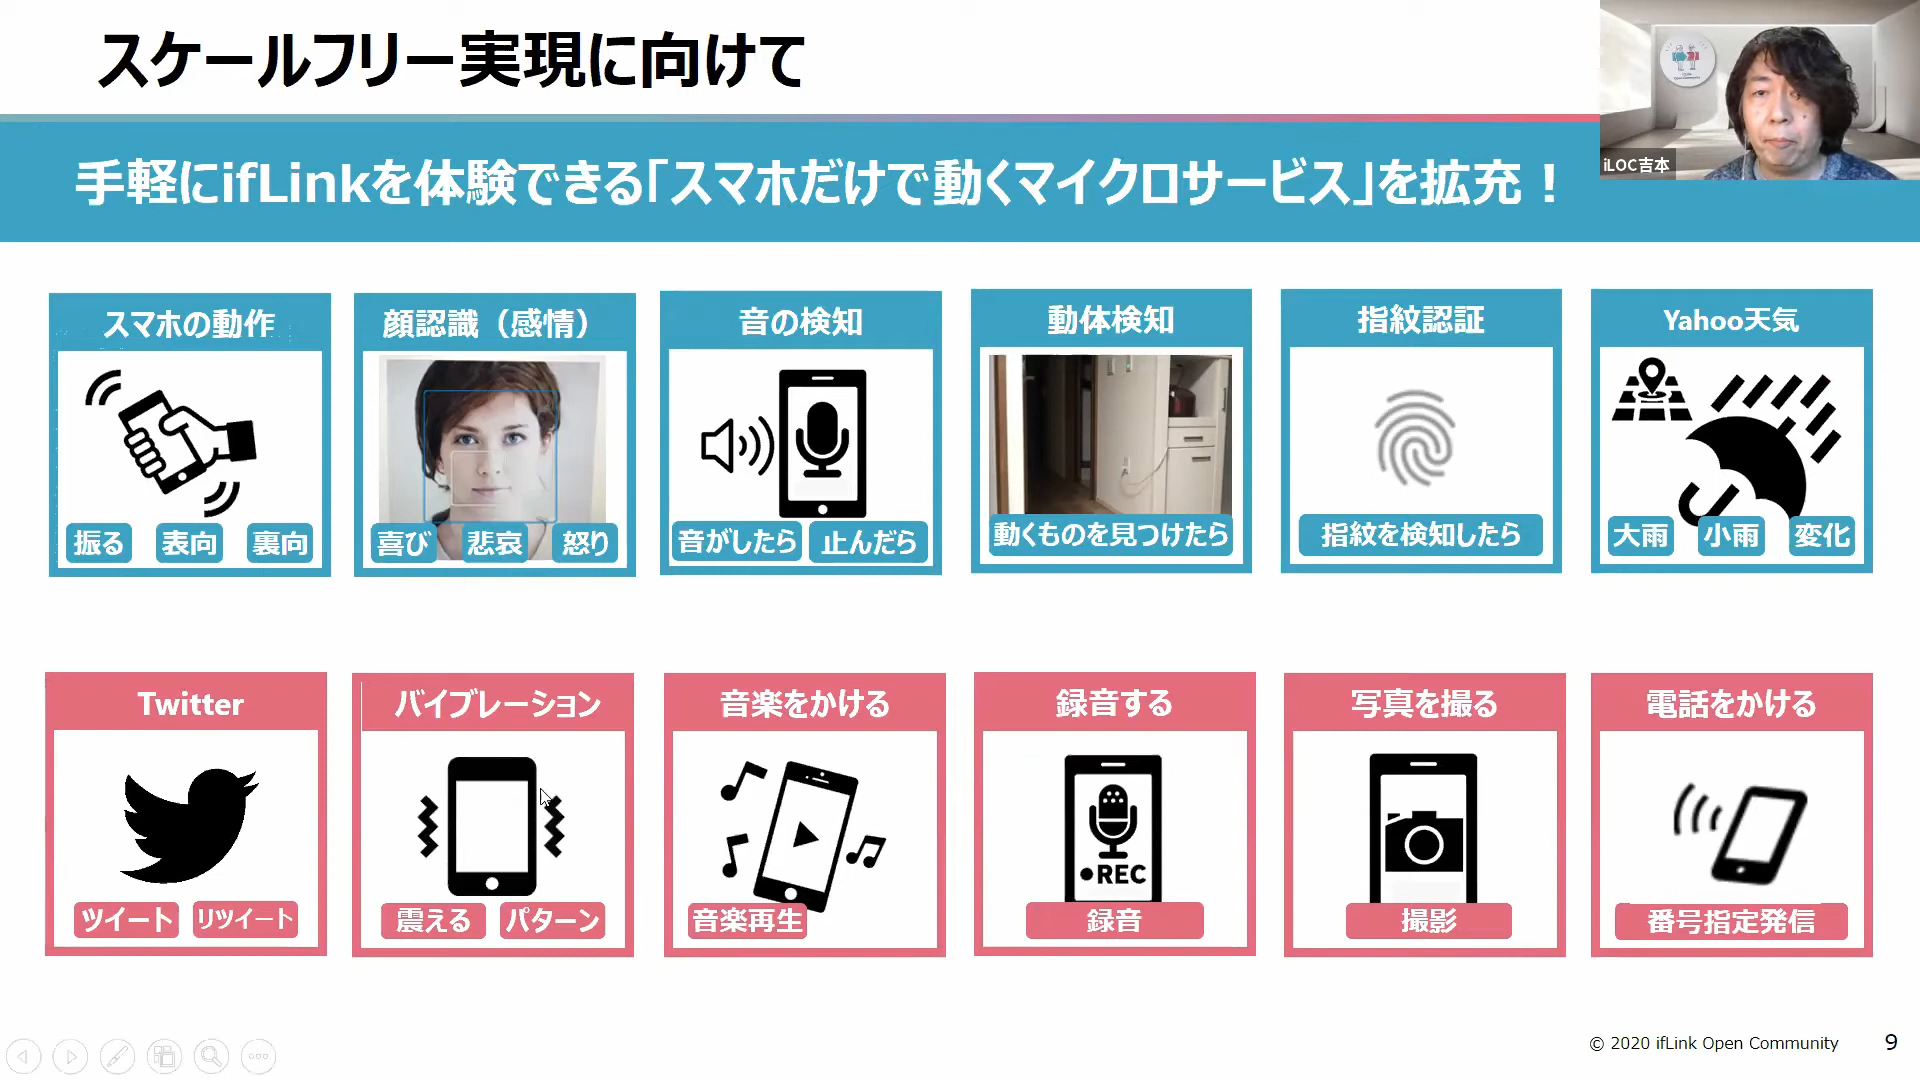 スケールフリー実現に向けて
iLOC吉本
手軽にifLinkを体験できる「スマホだけで動くマイクロサービス」を拡充！
スマホの動作
振る 表向 裏向
顔認識（感情）
喜び 悲哀 怒り
音の検知
音がしたら 止んだら
動体検知
動くものを見つけたら
指紋認証
指紋を検知したら
Yahoo天気
大雨 小雨 変化
Twitter
ツイート リツイート
バイブレーション
震える パターン
音楽をかける
音楽再生
録音する
●REC
録音
写真を撮る
撮影
電話をかける
番号指定発信
© 2020 ifLink Open Community 9